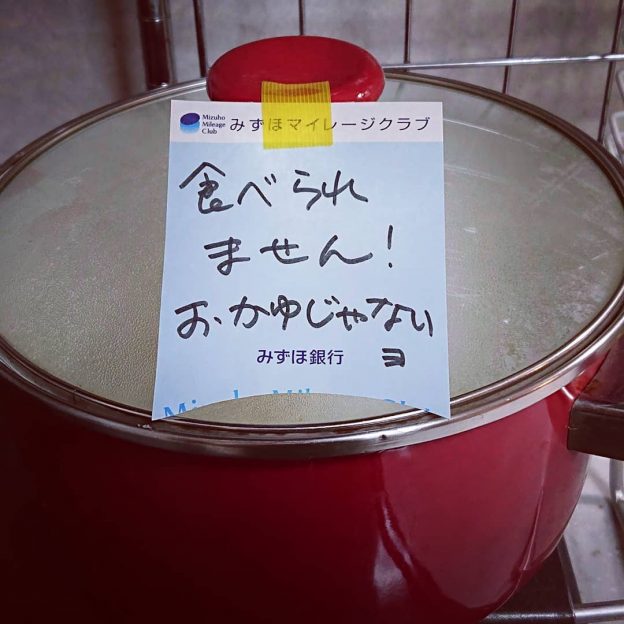 Mizuho
Mileage
Club
みずほマイレージクラブ
食べられ
ません!
おかゆじゃない
ヨ
みずほ銀行